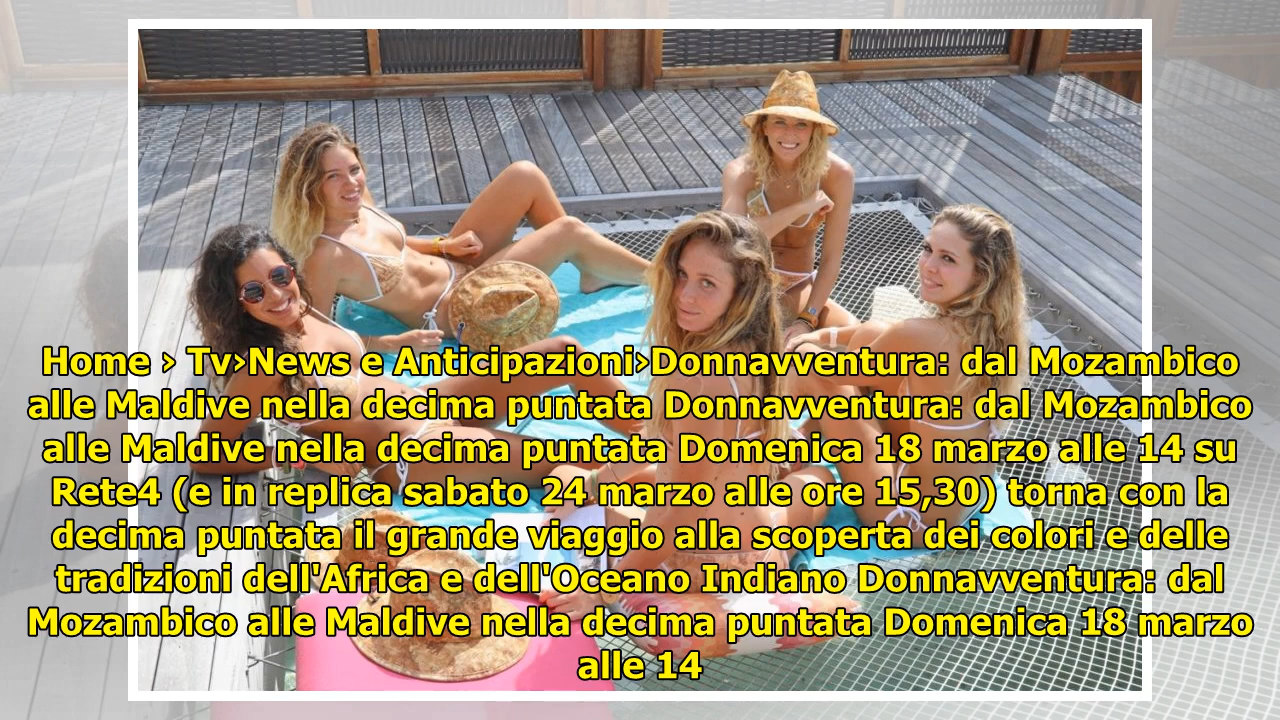 Home › Tv›News e Anticipazioni›Donnavventura: dal Mozambico
alle Maldive nella decima puntata Donnavventura: dal Mozambico
alle Maldive nella decima puntata Domenica 18 marzo alle 14 su
Rete4 (e in replica sabato 24 marzo alle ore 15,30) torna con la
decima puntata il grande viaggio alla scoperta dei colori e delle
tradizioni dell'Africa e dell'Oceano Indiano Donnavventura: dal
Mozambico alle Maldive nella decima puntata Domenica 18 marzo
alle 14